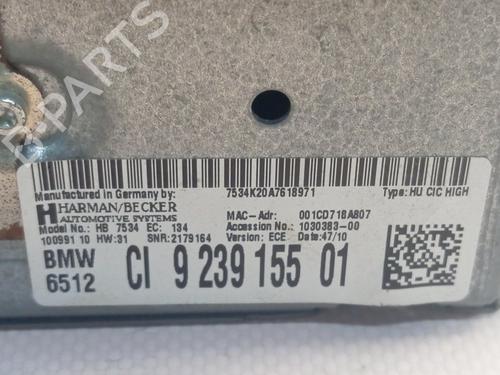 B-PARTS
Manufactured in Germany by: 7534K20A7618971 Type: HU CIC HIGH
HARMAN/BECKER
AUTOMOTIVE SYSTEMS
MAC-Adr: 001CD718A807
Model No.: HB 7534 EC: 134 Accession No.: 1030383-00
100991 10 HW:31 SNR:2179164 Version: ECE Date:47/10
BMW
6512 CI 9 239 155 01